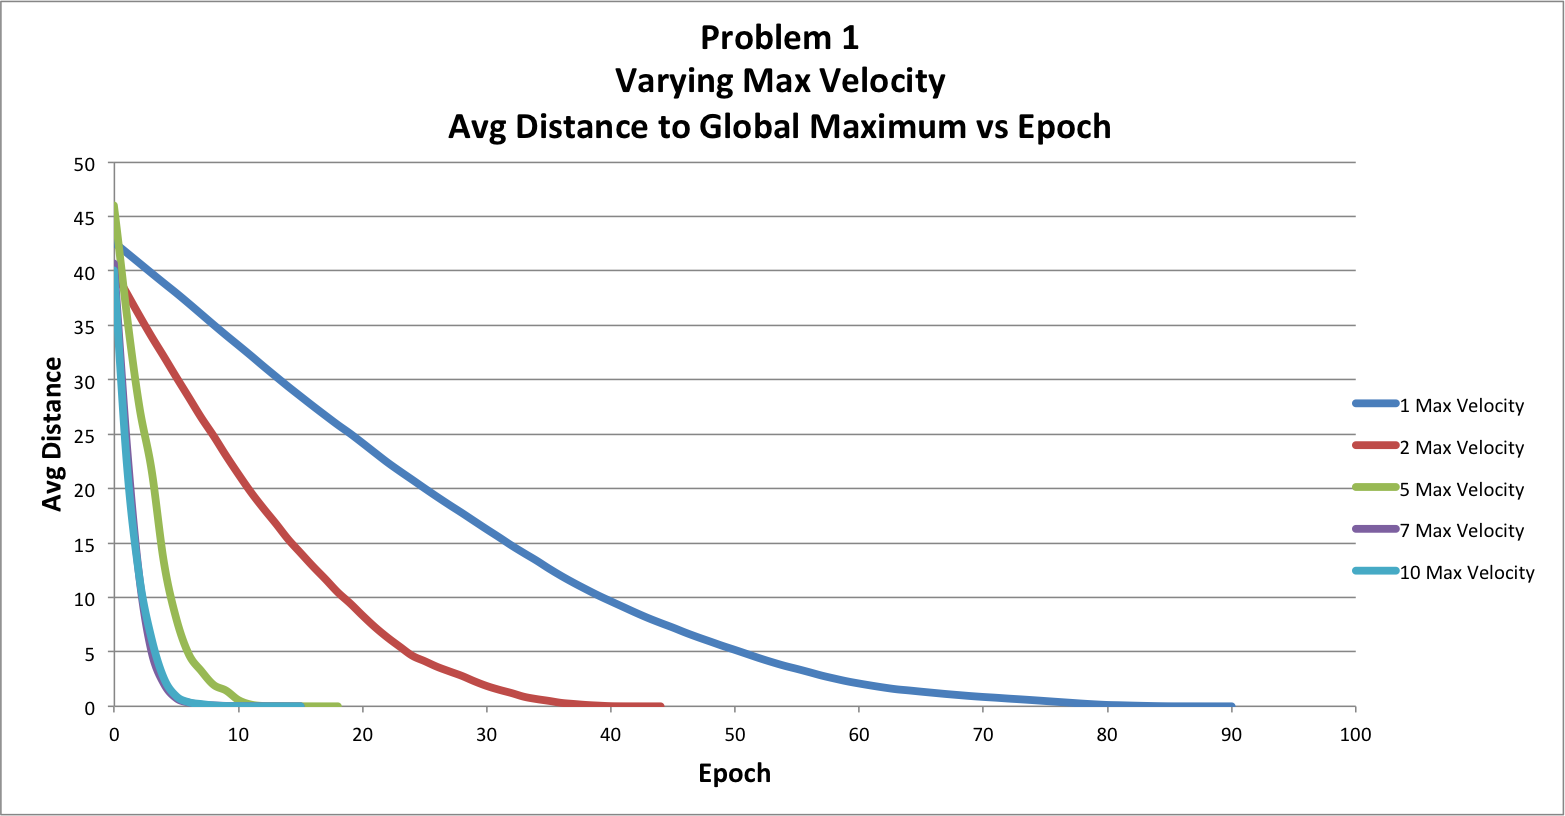 Problem 1
Varying Max Velocity
Avg Distance to Global Maximum vs Epoch
50
45
40
35
30
25
20
15
10
5
0
Avg Distance
0 10 20 30 40 50 60 70 80 90 100
Epoch
1 Max Velocity
2 Max Velocity
5 Max Velocity
7 Max Velocity
10 Max Velocity